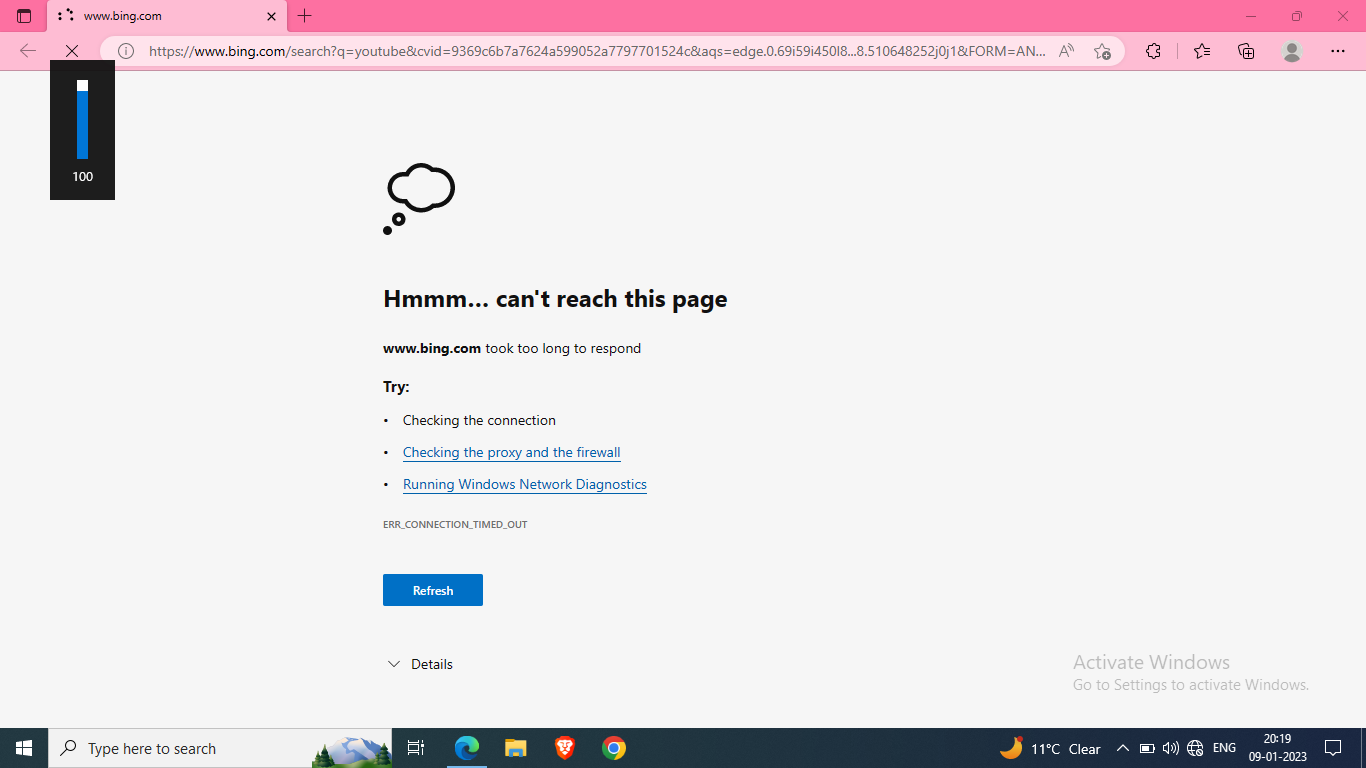 www.bing.com
https://www.bing.com/search?q=youtube&cvid=9369c6b7a7624a599052a7797701524c&aqs=edge.0.69i59i450l8...8.510648252j0j1&FORM=AN...
100
Hmmm... can't reach this page
www.bing.com took too long to respond
Try:
• Checking the connection
• Checking the proxy and the firewall
• Running Windows Network Diagnostics
ERR_CONNECTION_TIMED_OUT
Refresh
Details
Activate Windows
Go to Settings to activate Windows.
Type here to search
11°C Clear
ENG
20:19
09-01-2023